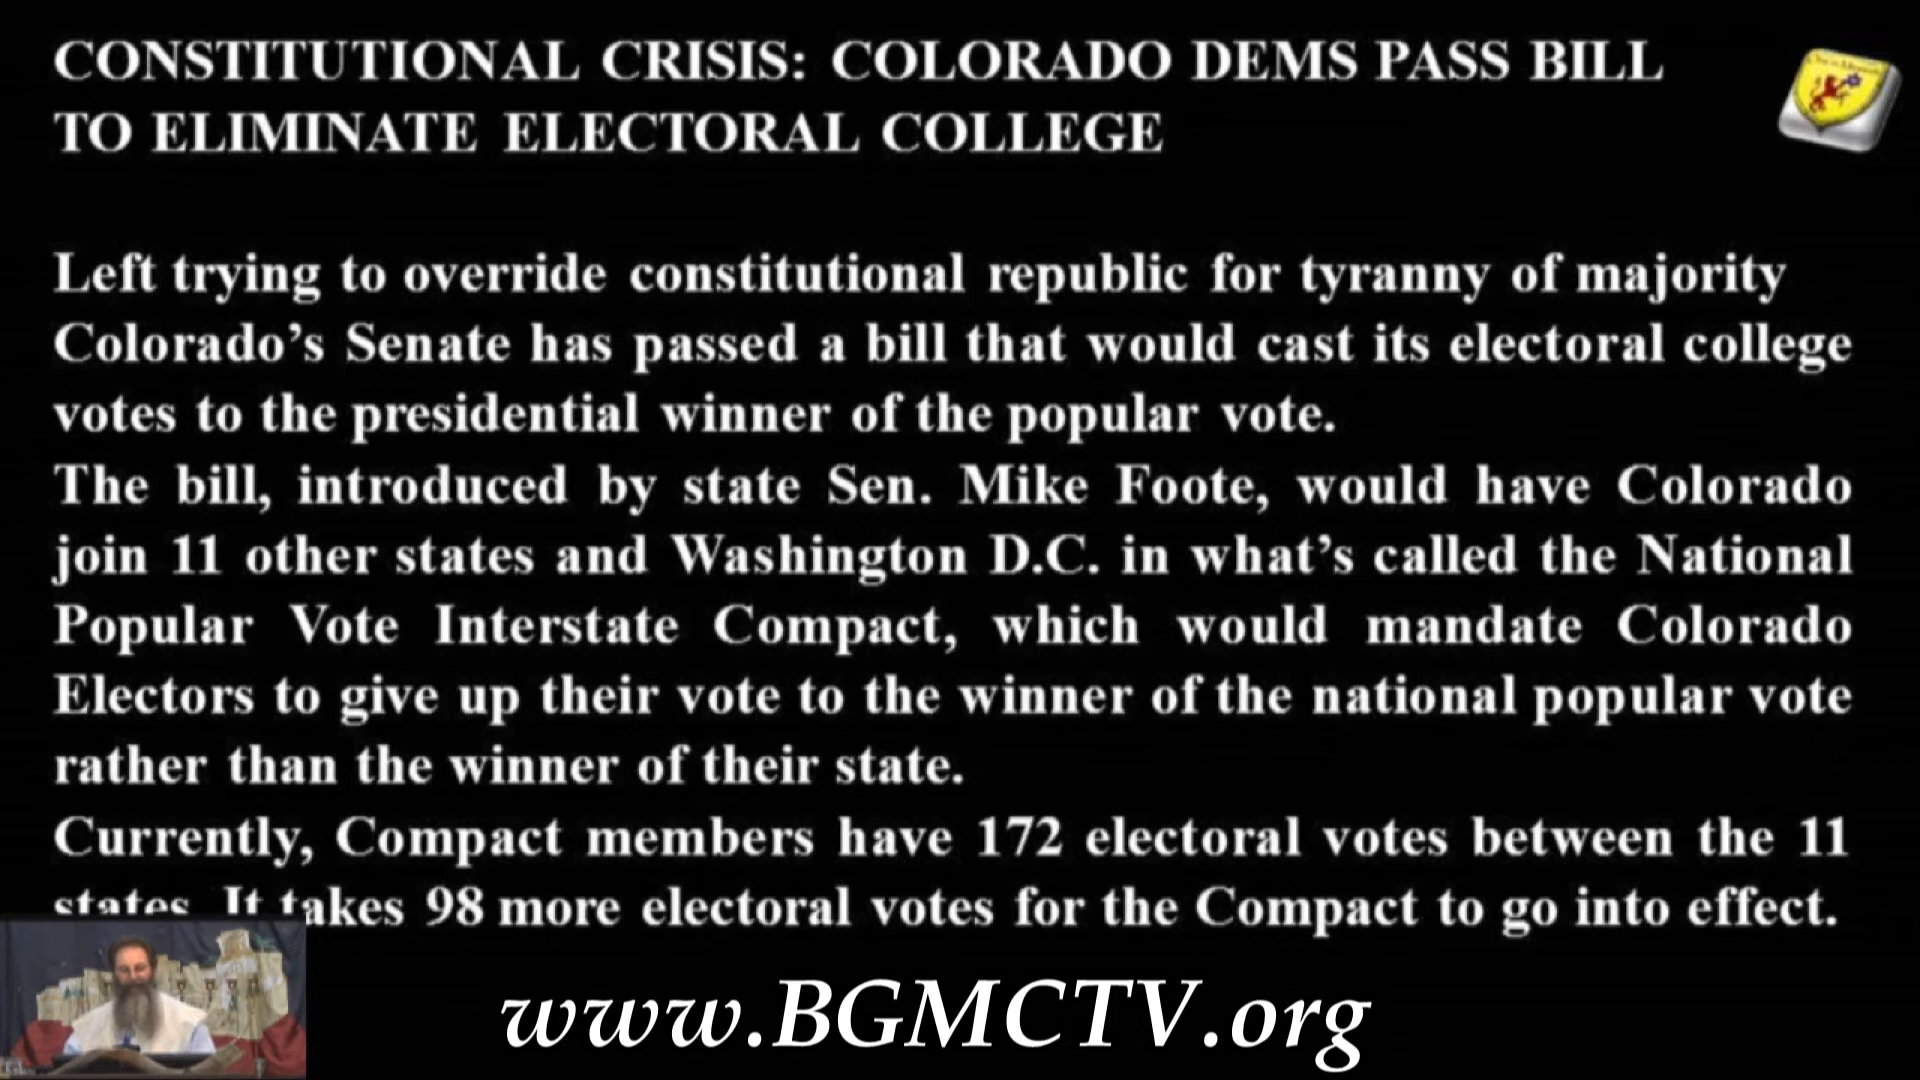 CONSTITUTIONAL CRISIS: COLORADO DEMS PASS BILL
TO ELIMINATE ELECTORAL COLLEGE
Left trying to override constitutional republic for tyranny of majority
Colorado’s Senate has passed a bill that would cast its electoral college
votes to the presidential winner of the popular vote.
The bill, introduced by state Sen. Mike Foote, would have Colorado
join 11 other states and Washington D.C. in what’s called the National
Popular Vote Interstate Compact, which would mandate Colorado
Electors to give up their vote to the winner of the national popular vote
rather than the winner of their state.
Currently, Compact members have 172 electoral votes between the 11
states. It takes 98 more electoral votes for the Compact to go into effect.
www.BGMCTV.org